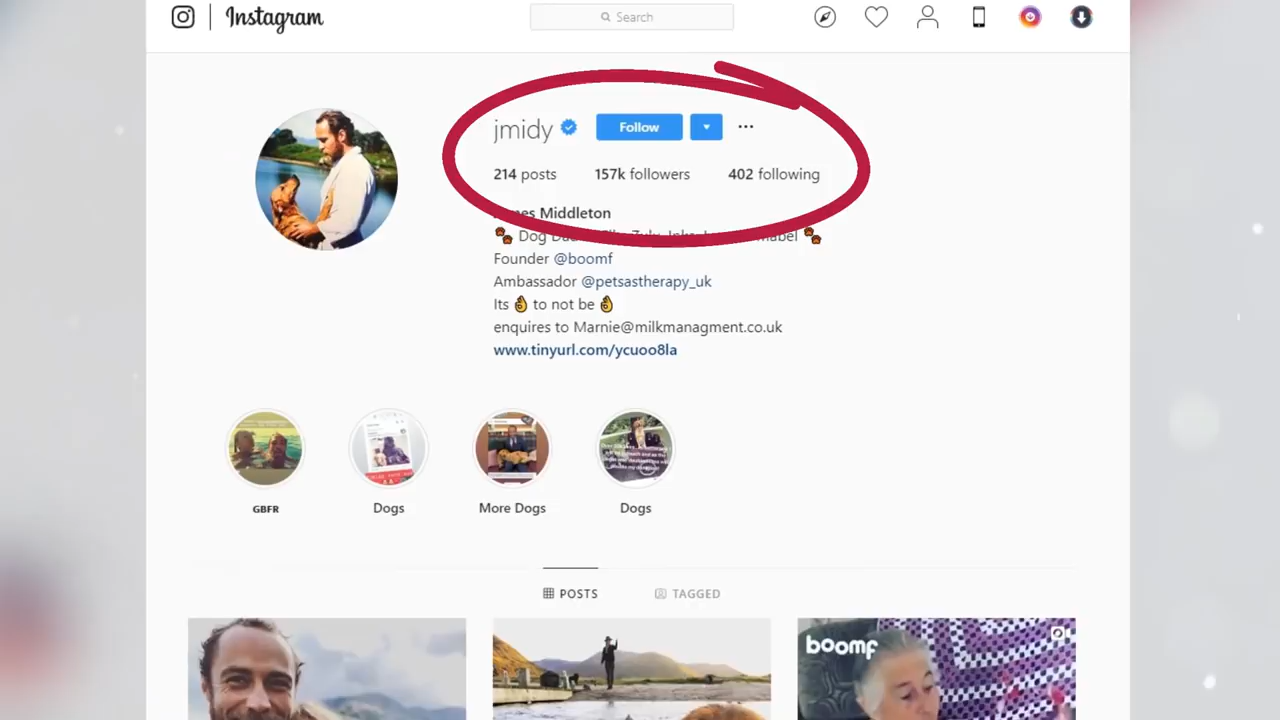 Instagram
Search
jmidy
Follow
214 posts 157k followers 402 following
Middleton
Dog
Founder @boomf
Ambassador @petsastherapy_uk
Its 👌 to not be 👌
enquires to Marnie@milkmanagment.co.uk
www.tinyurl.com/ycuoo8la
GBFR
Dogs
More Dogs
Dogs
POSTS
TAGGED
boomf